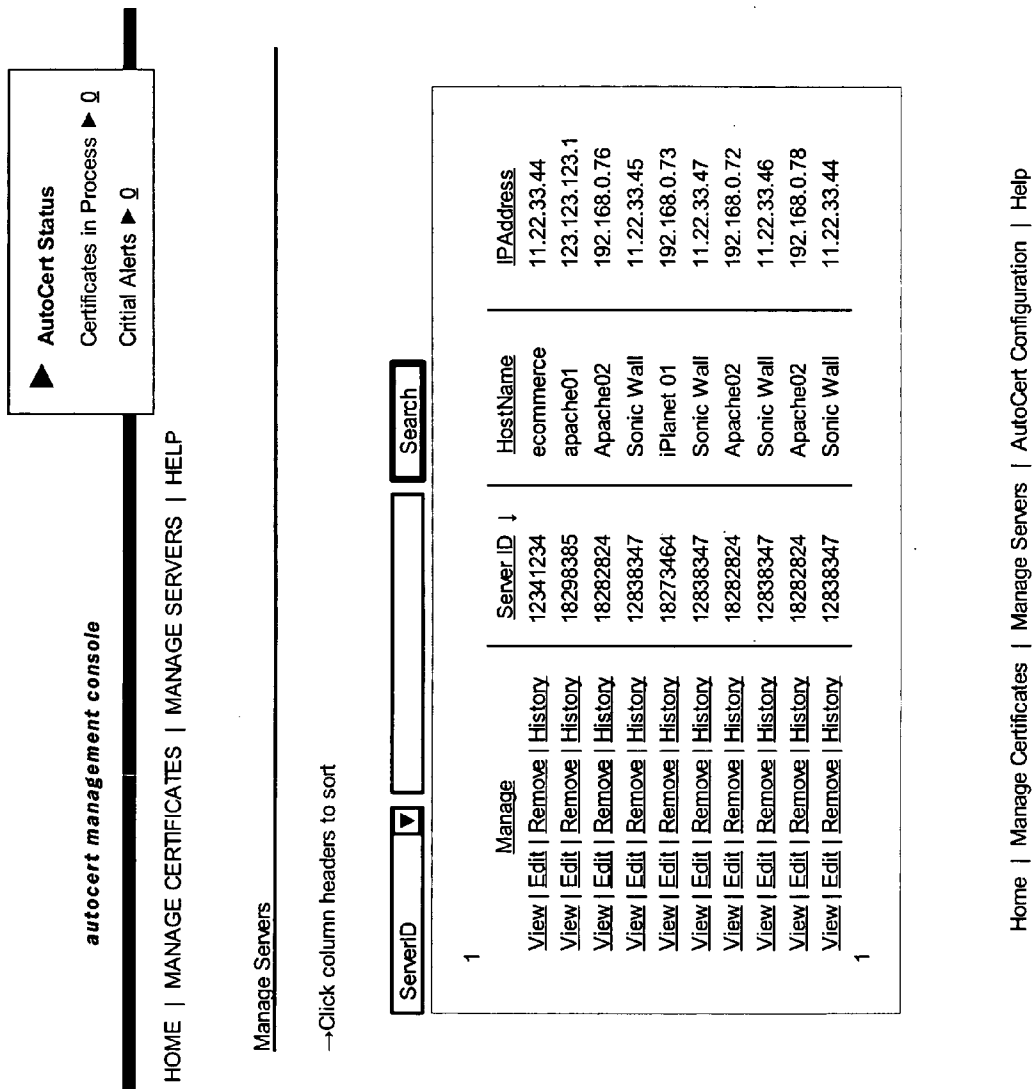 autocert management console
▶ AutoCert Status
Certificates in Process ▶ 0
Critial Alerts ▶ 0
HOME | MANAGE CERTIFICATES | MANAGE SERVERS | HELP
Manage Servers
→Click column headers to sort
ServerID ▼ Search
1
Manage Server ID ↓ HostName IPAddress
View | Edit | Remove | History 12341234 ecommerce 11.22.33.44
View | Edit | Remove | History 18298385 apache01 123.123.123.1
View | Edit | Remove | History 18282824 Apache02 192.168.0.76
View | Edit | Remove | History 12838347 Sonic Wall 11.22.33.45
View | Edit | Remove | History 18273464 iPlanet 01 192.168.0.73
View | Edit | Remove | History 12838347 Sonic Wall 11.22.33.47
View | Edit | Remove | History 18282824 Apache02 192.168.0.72
View | Edit | Remove | History 12838347 Sonic Wall 11.22.33.46
View | Edit | Remove | History 18282824 Apache02 192.168.0.78
View | Edit | Remove | History 12838347 Sonic Wall 11.22.33.44
1
Home | Manage Certificates | Manage Servers | AutoCert Configuration | Help